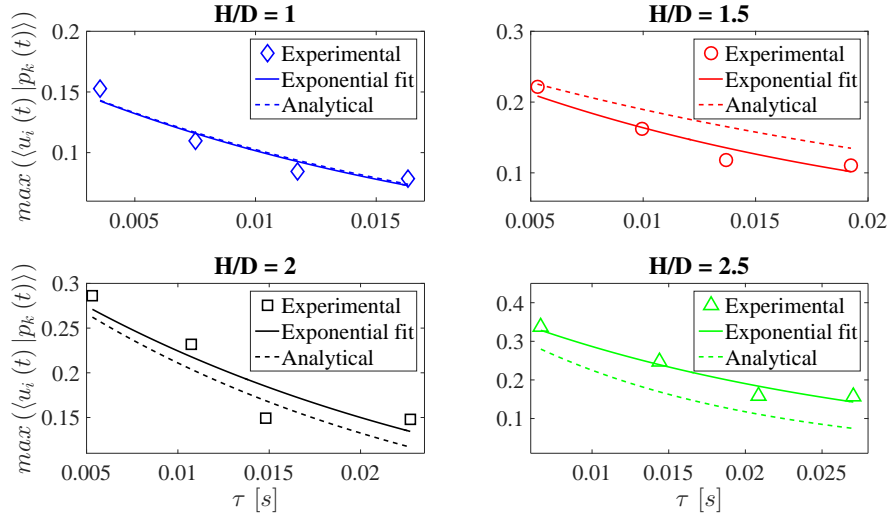 H/D = 1
0.2
0.15
0.1
0.005
0.01
0.015
max (⟨u_i (t) |p_k (t)⟩)
Experimental
Exponential fit
Analytical
H/D = 1.5
0.3
0.2
0.1
0.005
0.01
0.015
0.02
Experimental
Exponential fit
Analytical
H/D = 2
0.3
0.25
0.2
0.15
0.005
0.01
0.015
0.02
max (⟨u_i (t) |p_k (t)⟩)
τ [s]
Experimental
Exponential fit
Analytical
H/D = 2.5
0.4
0.3
0.2
0.1
0.01
0.015
0.02
0.025
τ [s]
Experimental
Exponential fit
Analytical